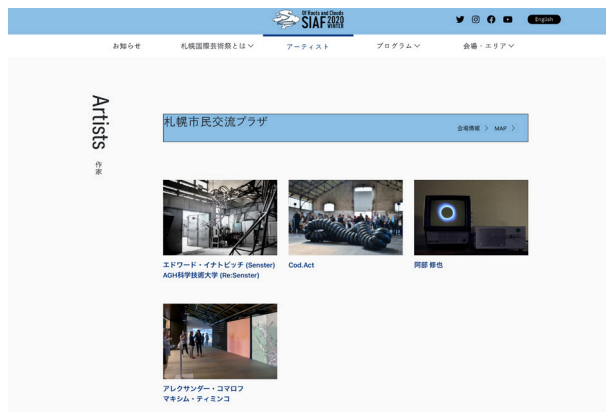 Of Roots and Clouds
SIAF 2020
WINTER
English
お知らせ
札幌国際芸術祭とは
アーティスト
プログラム
会場・エリア
Artists
作家
札幌市民交流プラザ
会場情報
MAP
エドワード・イナトビッチ (Senster)
AGH科学技術大学 (Re:Senster)
Cod.Act
阿部 修也
アレクサンダー・コマロフ
マキシム・ティミンコ